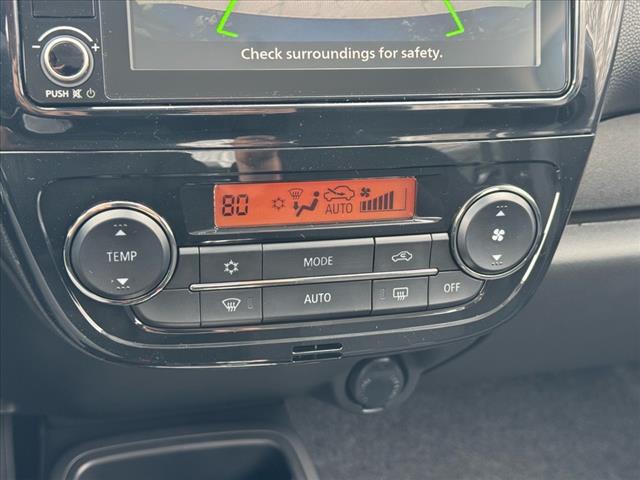 Check surroundings for safety.
− +
PUSH
80 AUTO
TEMP
MODE
AUTO
OFF